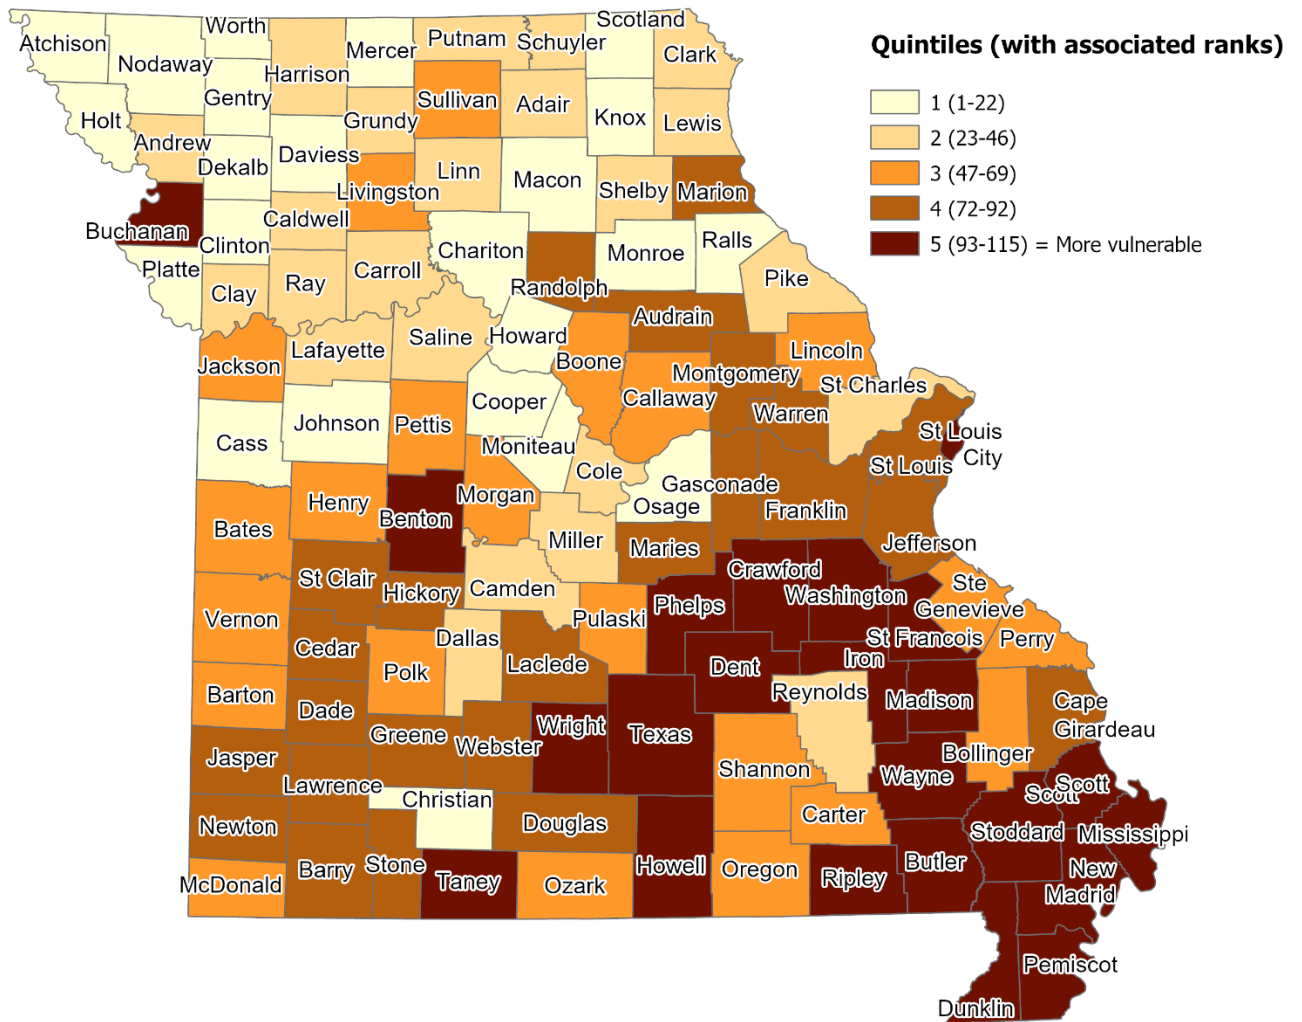 Quintiles (with associated ranks)
1 (1-22)
2 (23-46)
3 (47-69)
4 (72-92)
5 (93-115) = More vulnerable
Atchison
Nodaway
Worth
Harrison
Mercer
Putnam
Schuyler
Scotland
Clark
Holt
Andrew
Gentry
Dekalb
Daviess
Grundy
Sullivan
Adair
Knox
Lewis
Livingston
Linn
Macon
Shelby
Marion
Buchanan
Clinton
Caldwell
Platte
Clay
Ray
Carroll
Chariton
Randolph
Monroe
Ralls
Pike
Audrain
Jackson
Lafayette
Saline
Howard
Boone
Callaway
Montgomery
Lincoln
Warren
St Charles
St Louis
City
St Louis
Cass
Johnson
Pettis
Cooper
Moniteau
Cole
Osage
Gasconade
Franklin
Jefferson
Bates
Henry
Benton
Morgan
Miller
Maries
Vernon
St Clair
Hickory
Camden
Pulaski
Phelps
Crawford
Washington
St Francois
Ste
Genevieve
Perry
Cedar
Polk
Dallas
Laclede
Dent
Iron
Reynolds
Madison
Bollinger
Cape
Girardeau
Barton
Dade
Greene
Webster
Wright
Texas
Shannon
Carter
Wayne
Jasper
Lawrence
Christian
Douglas
Howell
Oregon
Ripley
Butler
Stoddard
Scott
Scott
Mississippi
New
Madrid
Newton
McDonald
Barry
Stone
Taney
Ozark
Pemiscot
Dunklin